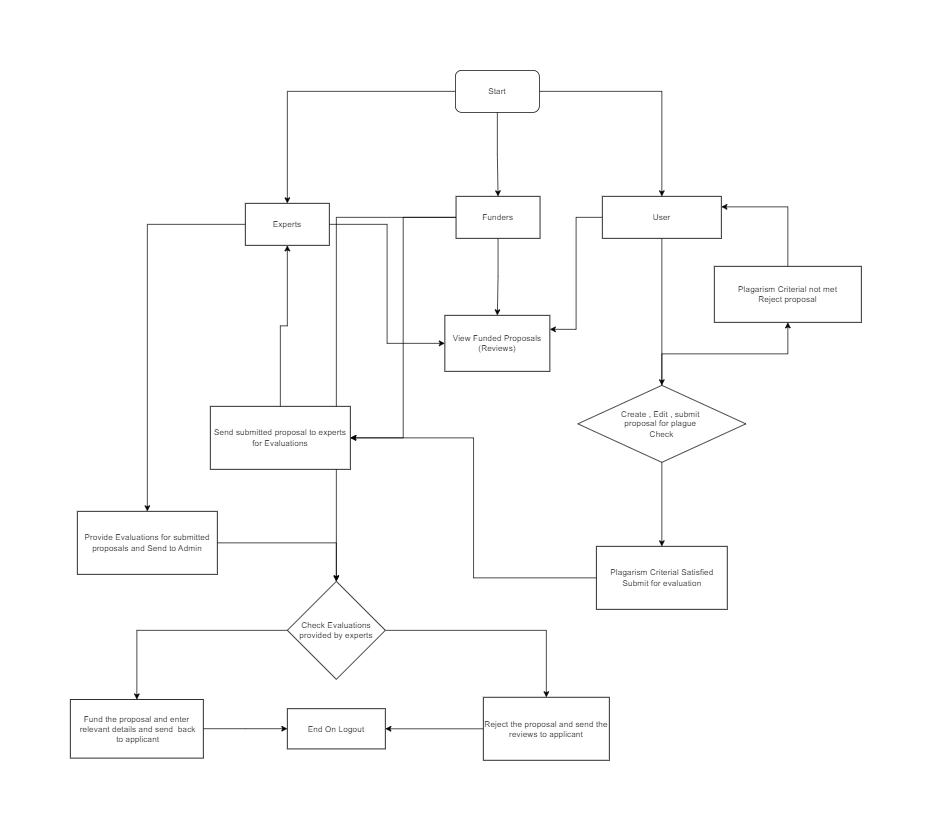 Start
Experts
Funders
User
Plagarism Criterial not met
Reject proposal
View Funded Proposals
(Reviews)
Create , Edit , submit
proposal for plague
Check
Send submitted proposal to experts
for Evaluations
Provide Evaluations for submitted
proposals and Send to Admin
Plagarism Criterial Satisfied
Submit for evaluation
Check Evaluations
provided by experts
Fund the proposal and enter
relevant details and send back
to applicant
End On Logout
Reject the proposal and send the
reviews to applicant